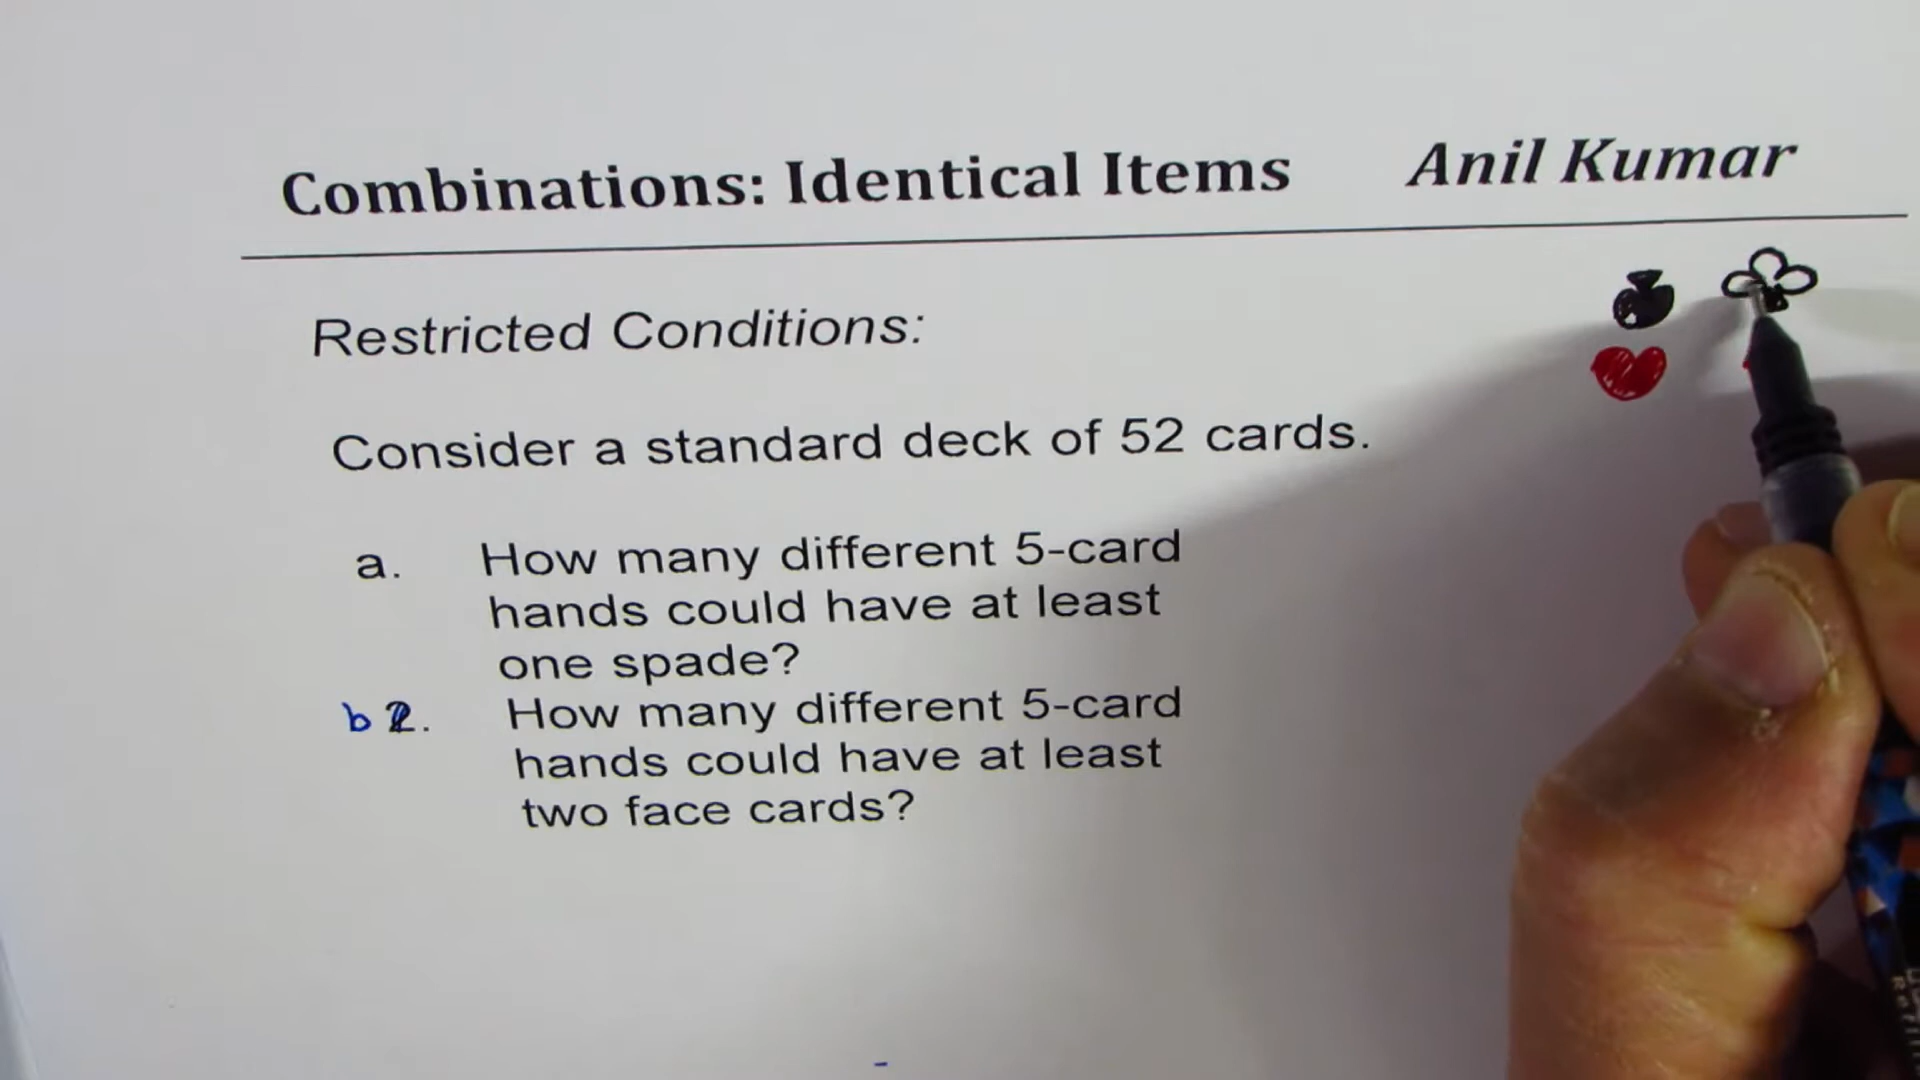 Combinations: Identical Items Anil Kumar
Restricted Conditions:
Consider a standard deck of 52 cards.
a. How many different 5-card
hands could have at least
one spade?
b 2. How many different 5-card
hands could have at least
two face cards?